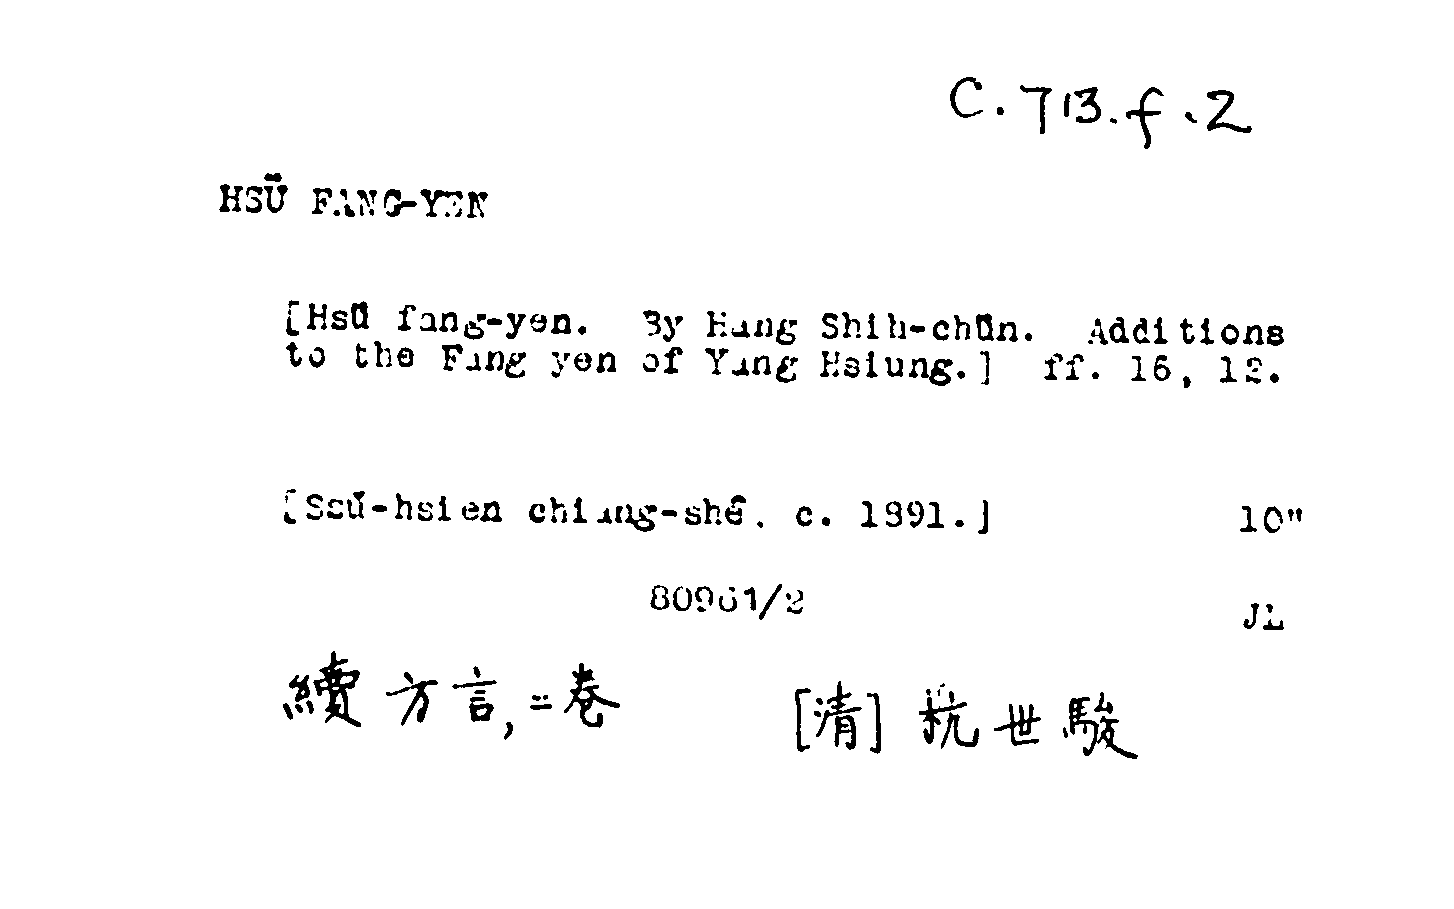 C.713.f.2
HSÜ FANG-YEN
[Hsü fang-yen. By Hang Shih-chün. Additions
to the Fang yen of Yang Hsiung.] ff. 16, 12.
[Ssŭ-hsien chiang-shê. c. 1891.] 10"
80961/2
JL
續方言,二卷 [清] 杭世駿